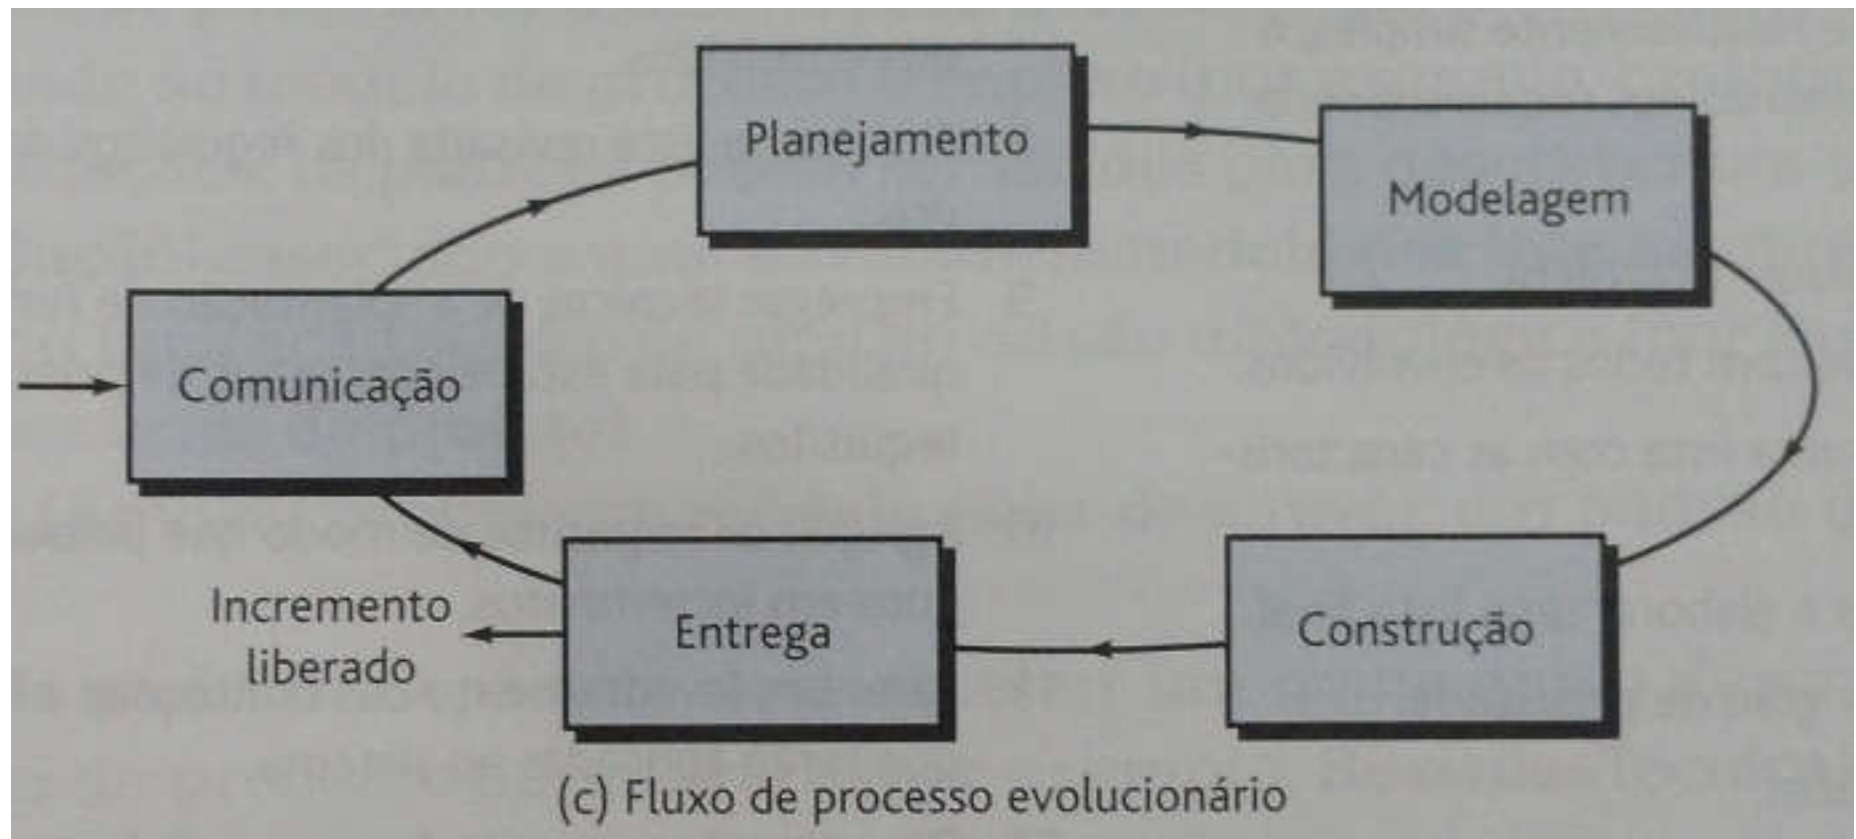 Planejamento
Modelagem
Comunicação
Incremento
liberado
Entrega
Construção
(c) Fluxo de processo evolucionário